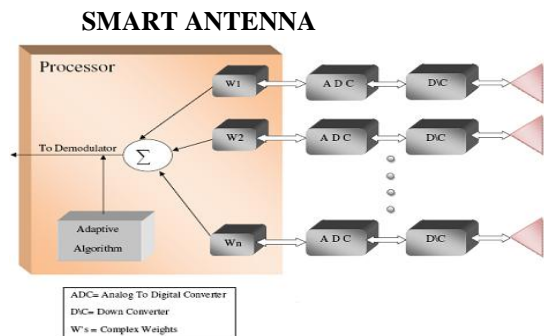 SMART ANTENNA
Processor
W1
A D C
D\C
W2
A D C
D\C
To Demodulator
Σ
Adaptive
Algorithm
Wn
A D C
D\C
ADC= Analog To Digital Converter
D\C= Down Converter
W's = Complex Weights